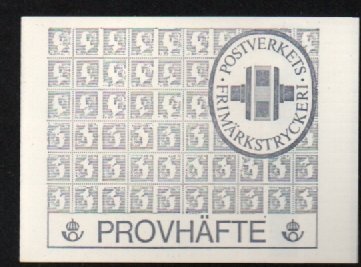 POSTVERKETS · FRIMÄRKSTRYCKERI ·
PROVHÄFTE